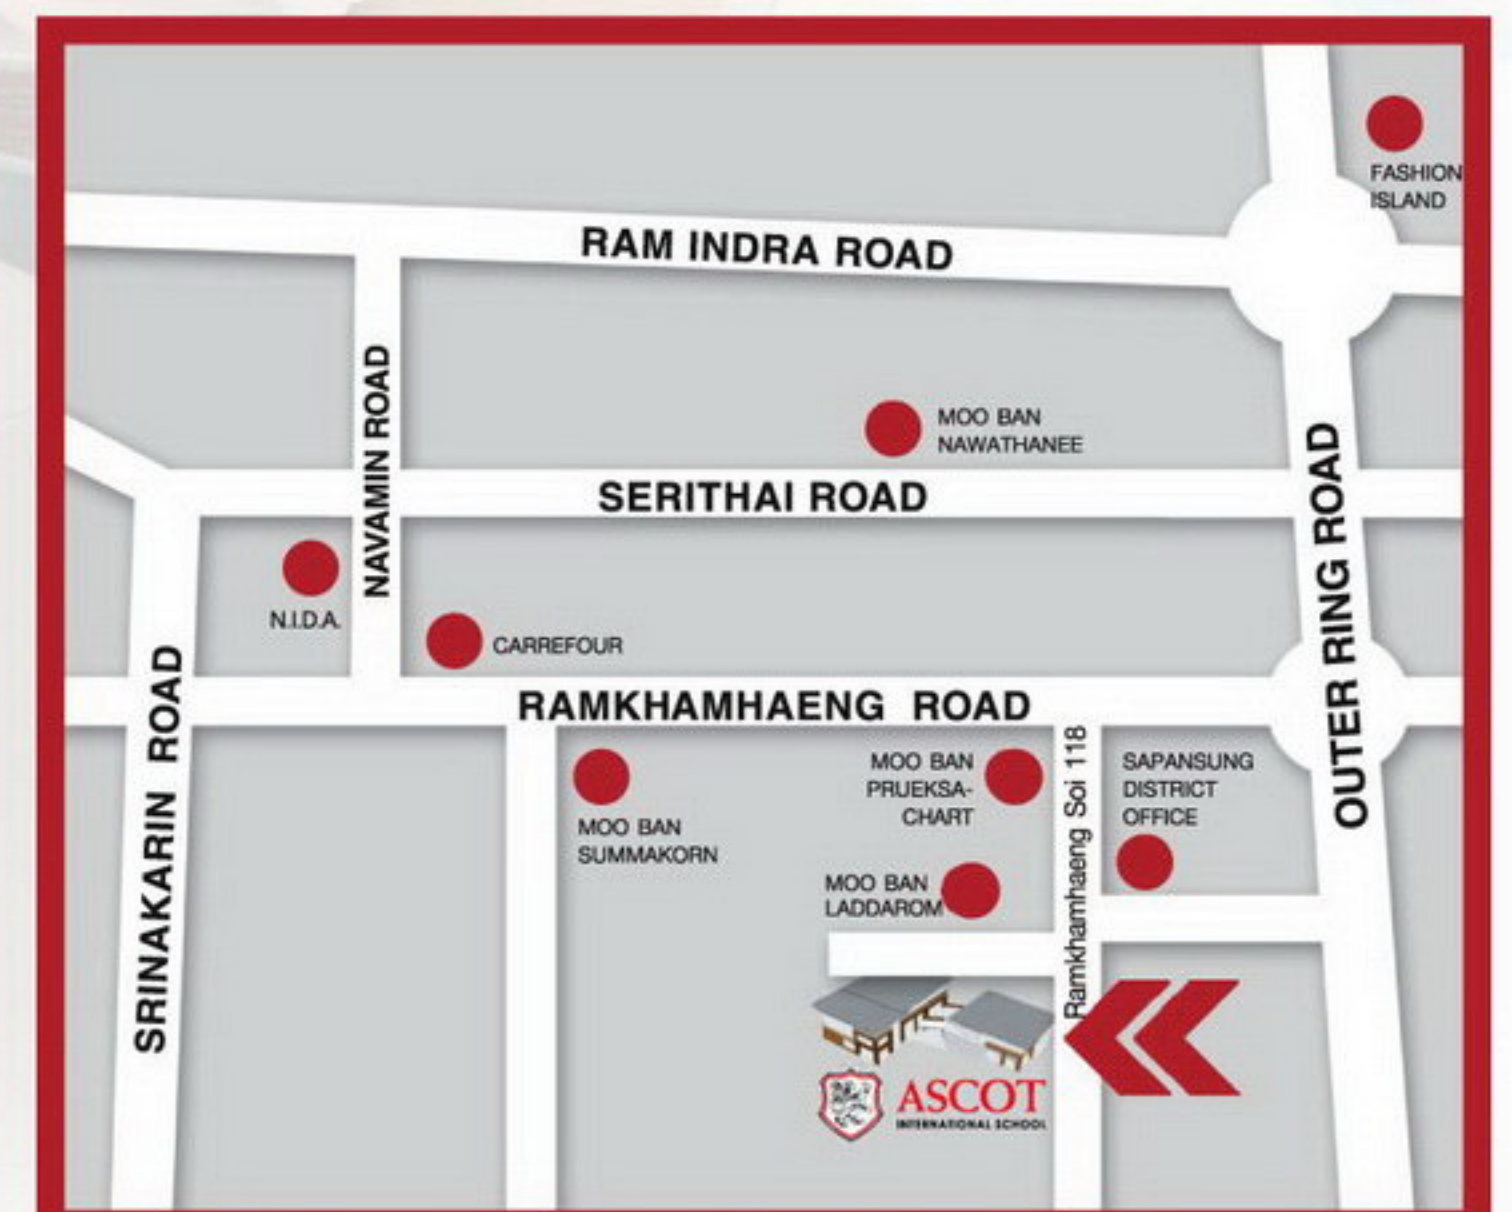 FASHION
ISLAND
RAM INDRA ROAD
NAVAMIN ROAD
MOO BAN
NAWATHANEE
SERITHAI ROAD
OUTER RING ROAD
N.I.D.A.
CARREFOUR
SRINAKARIN ROAD
RAMKHAMHAENG ROAD
MOO BAN
SUMMAKORN
MOO BAN
PRUEKSA-
CHART
Ramkhamhaeng Soi 118
SAPANSUNG
DISTRICT
OFFICE
MOO BAN
LADDAROM
ASCOT
INTERNATIONAL SCHOOL